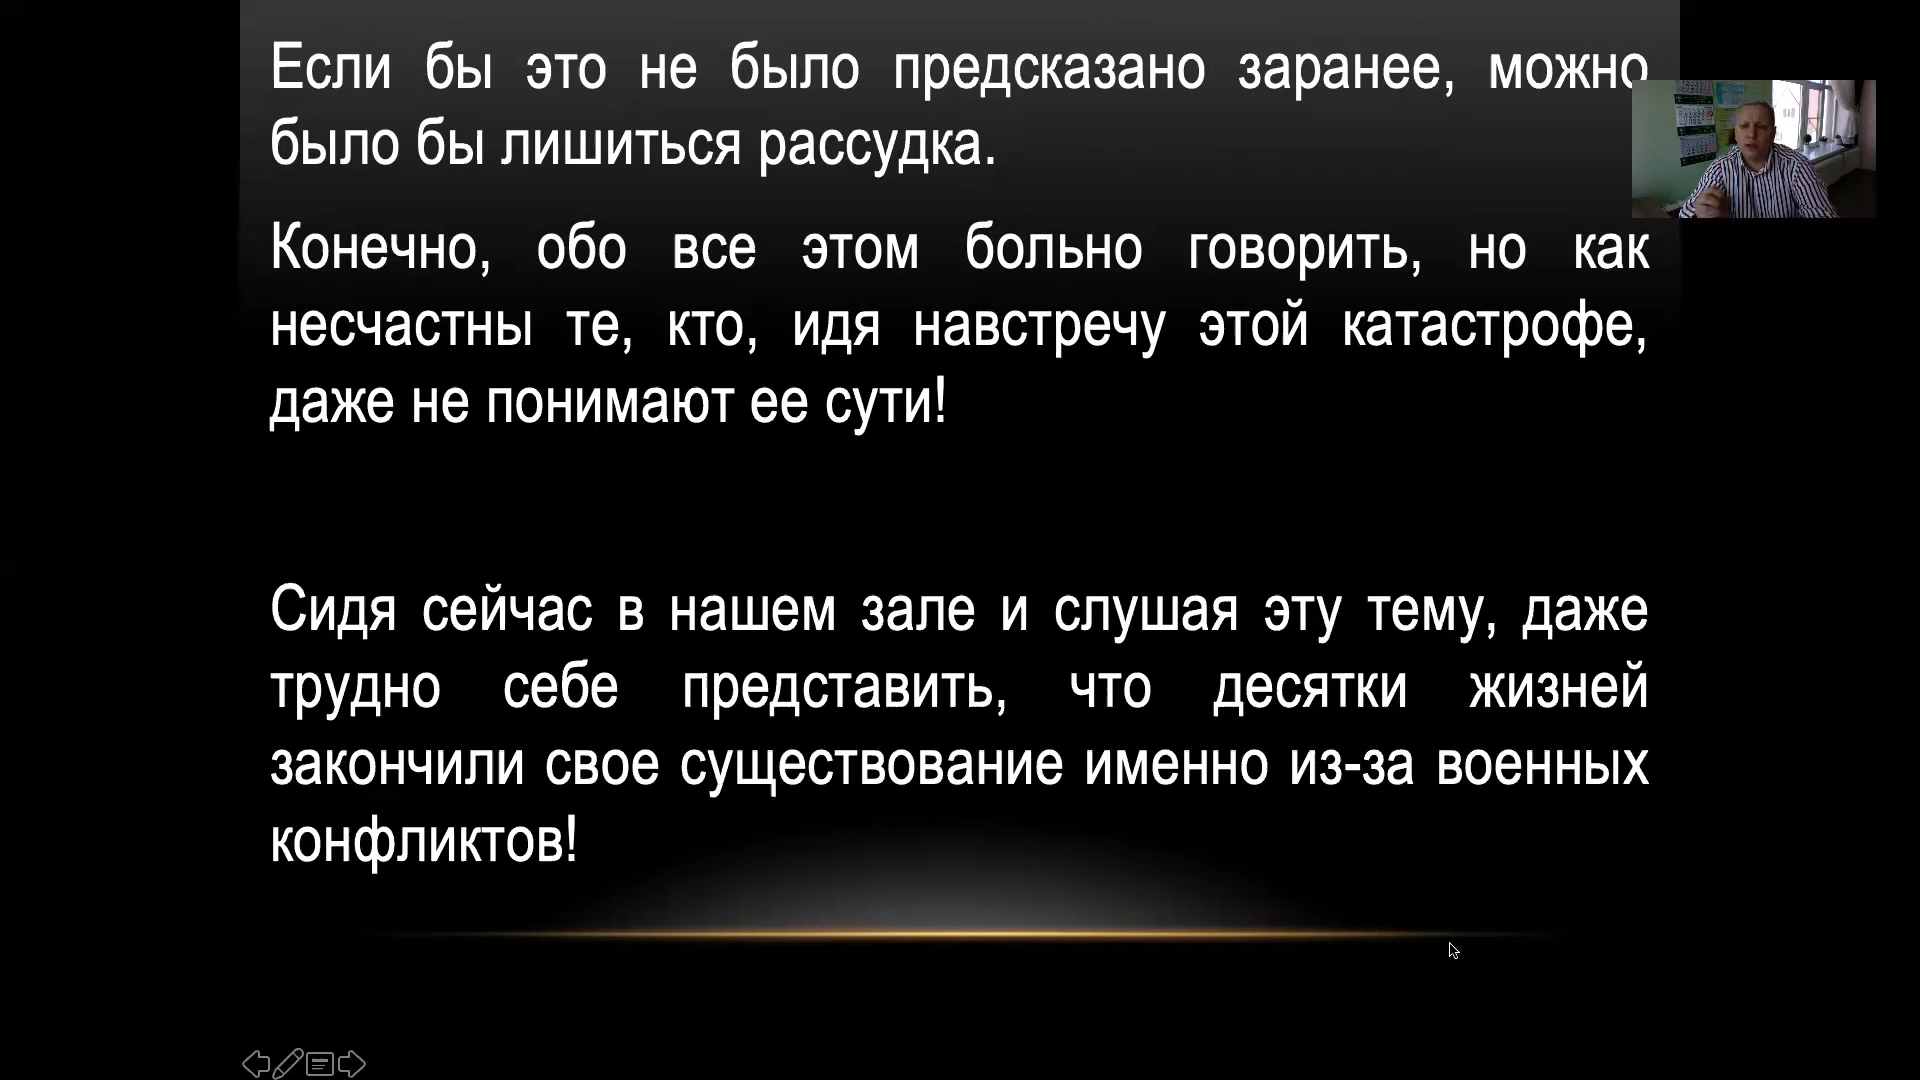 Если бы это не было предсказано заранее, можно
было бы лишиться рассудка.
Конечно, обо все этом больно говорить, но как
несчастны те, кто, идя навстречу этой катастрофе,
даже не понимают ее сути!
Сидя сейчас в нашем зале и слушая эту тему, даже
трудно себе представить, что десятки жизней
закончили свое существование именно из-за военных
конфликтов!